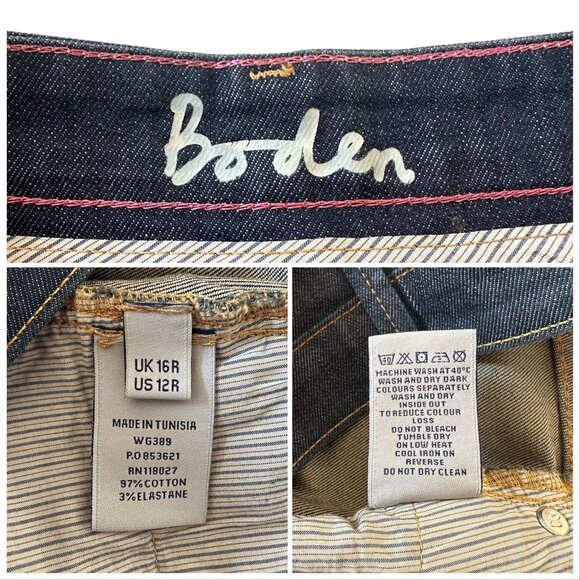 Boden
UK 16R
US 12R
MADE IN TUNISIA
WG389
P.O 853621
RN118027
97% COTTON
3% ELASTANE
MACHINE WASH AT 40°C
WASH AND DRY DARK
COLOURS SEPARATELY
WASH AND DRY
INSIDE OUT
TO REDUCE COLOUR
LOSS
DO NOT BLEACH
TUMBLE DRY
ON LOW HEAT
COOL IRON ON
REVERSE
DO NOT DRY CLEAN